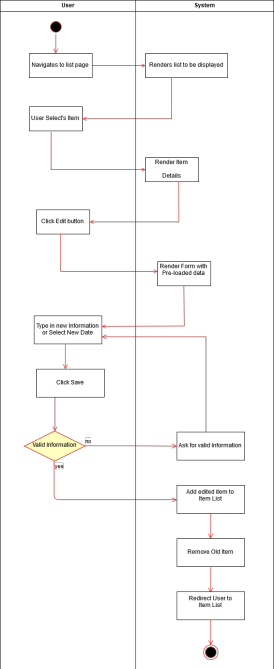 User
System
Navigates to list page
Renders list to be displayed
User Select's Item
Render Item
Details
Click Edit button
Render Form with
Pre-loaded data
Type in new Information
or Select New Date
Click Save
Valid Information
no
Ask for valid Information
yes
Add edited item to
Item List
Remove Old Item
Redirect User to
Item List